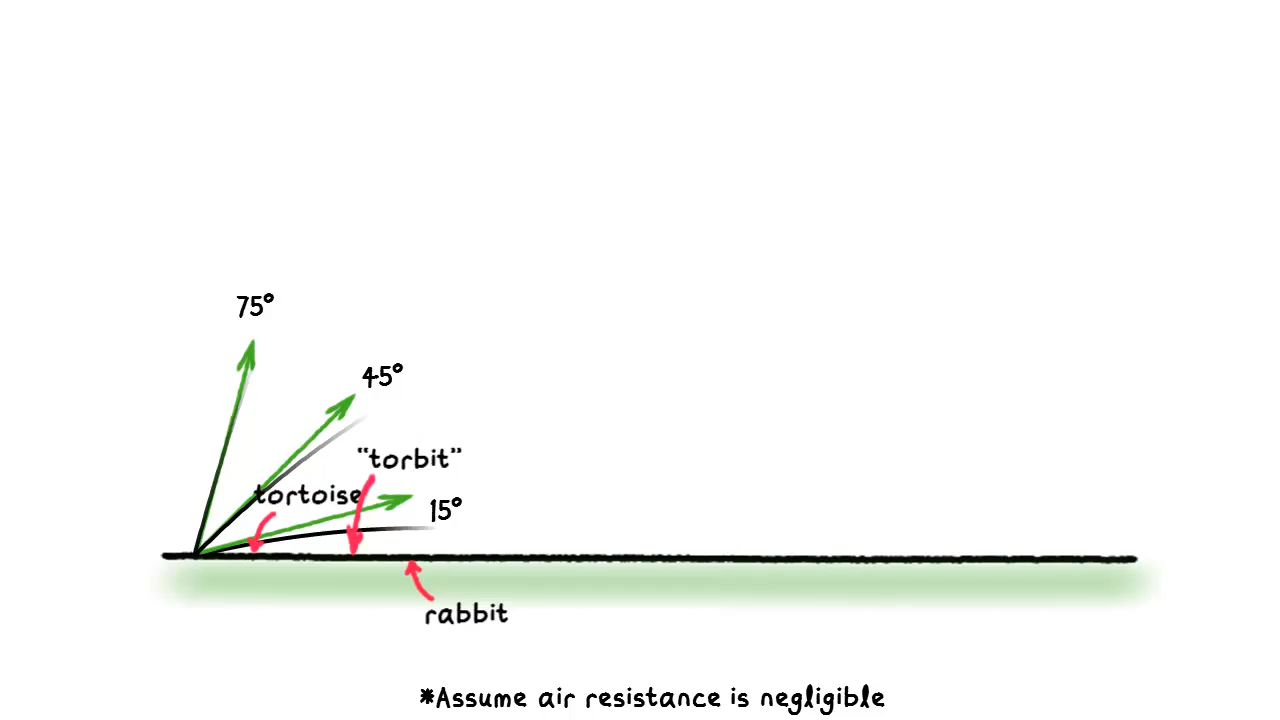 75°
45°
"torbit"
tortoise
15°
rabbit
*Assume air resistance is negligible